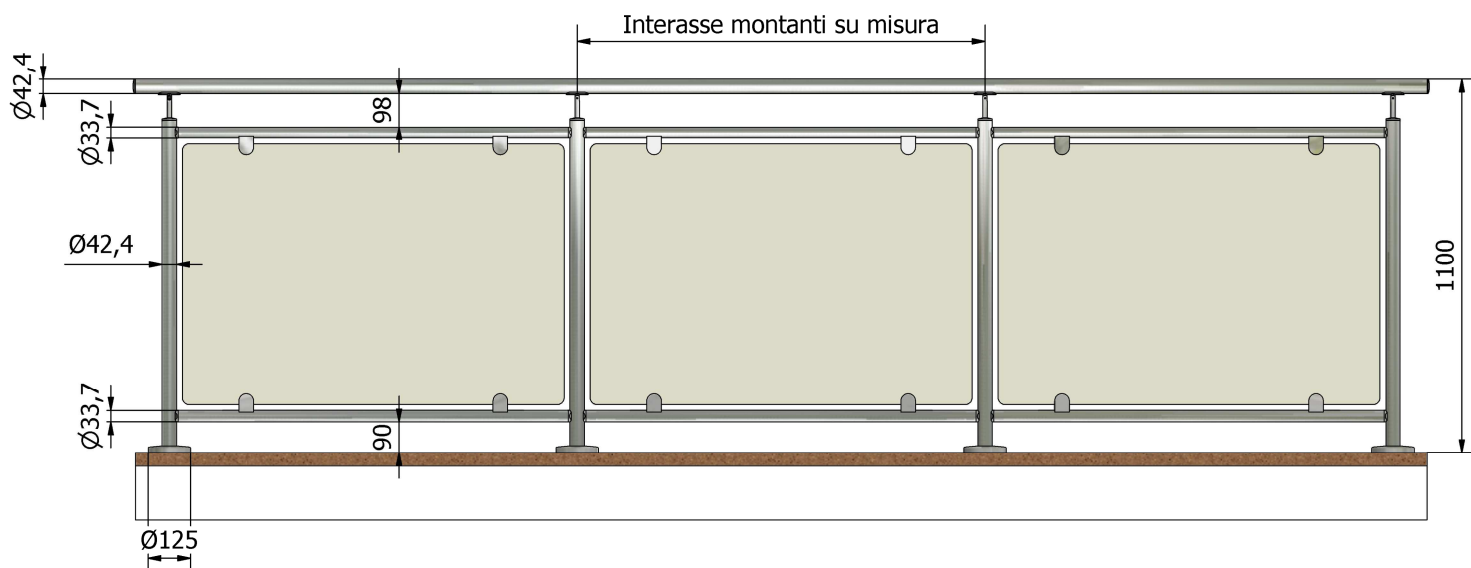 Interasse montanti su misura
Ø42,4
98
Ø33,7
Ø42,4
1100
Ø33,7
90
Ø125